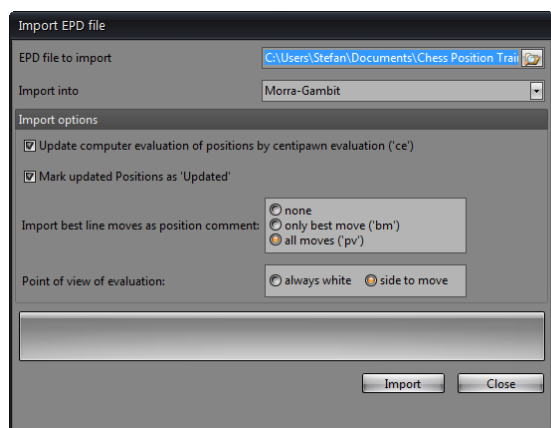 Import EPD file
EPD file to import
C:\Users\Stefan\Documents\Chess Position Trai
Import into
Morra-Gambit
Import options
Update computer evaluation of positions by centipawn evaluation ('ce')
Mark updated Positions as 'Updated'
Import best line moves as position comment:
none
only best move ('bm')
all moves ('pv')
Point of view of evaluation:
always white
side to move
Import
Close